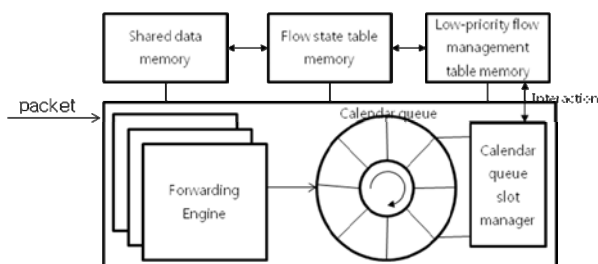 Shared data
memory
Flow state table
memory
Low-priority flow
management
table memory
packet
Interaction
Calendar queue
Forwarding
Engine
Calendar
queue
slot
manager